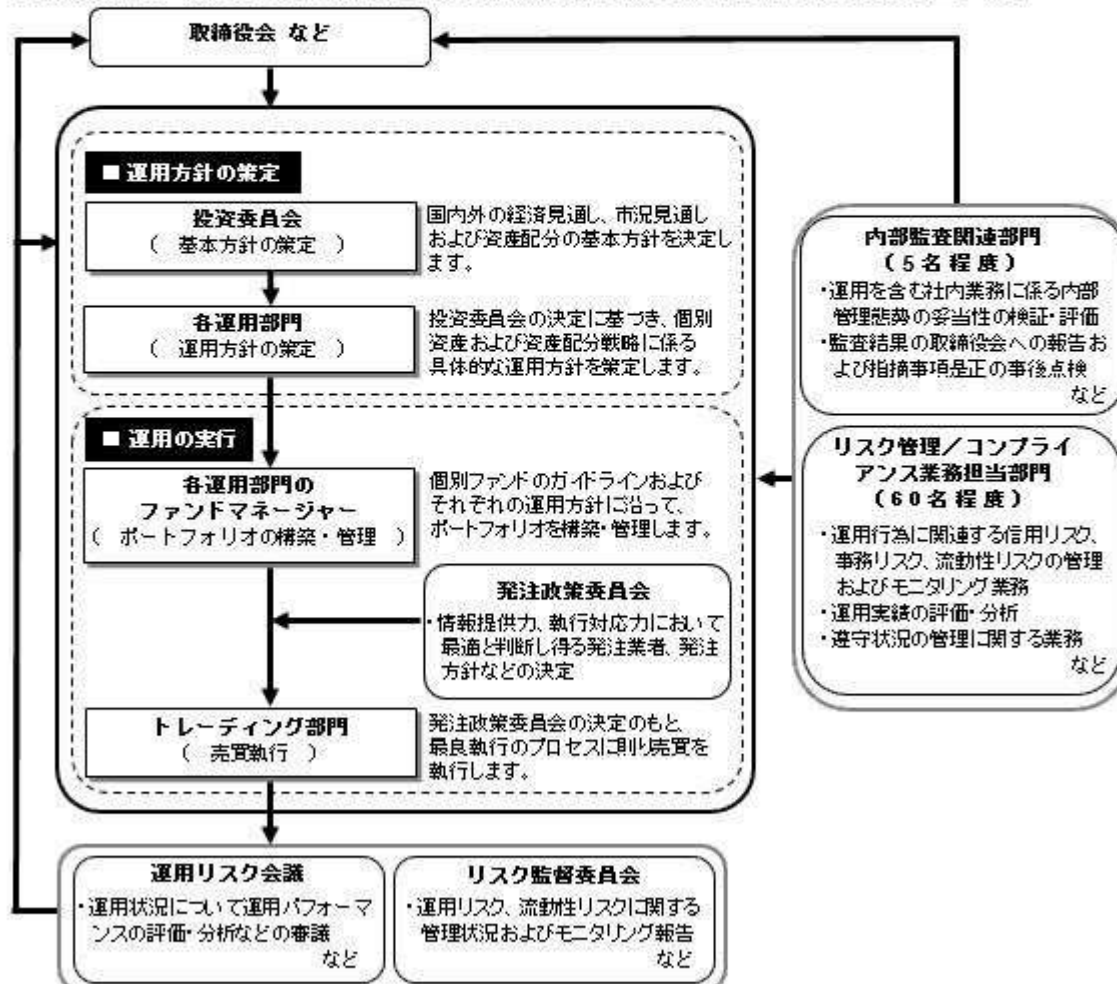 取締役会 など
■ 運用方針の策定
投資委員会
( 基本方針の策定 )
国内外の経済見通し、市況見通し
および資産配分の基本方針を決定し
ます。
各運用部門
( 運用方針の策定 )
投資委員会の決定に基づき、個別
資産および資産配分戦略に係る
具体的な運用方針を策定します。
■ 運用の実行
各運用部門の
ファンドマネージャー
( ポートフォリオの構築・管理 )
個別ファンドのガイドラインおよび
それぞれの運用方針に沿って、
ポートフォリオを構築・管理します。
発注政策委員会
・情報提供力、執行対応力において
最適と判断し得る発注業者、発注
方針などの決定
トレーディング部門
( 売買執行 )
発注政策委員会の決定のもと、
最良執行のプロセスに則り売買を
執行します。
内部監査関連部門
(5名程度)
・運用を含む社内業務に係る内部
管理態勢の妥当性の検証・評価
・監査結果の取締役会への報告お
よび指摘事項是正の事後点検
など
リスク管理/コンプライ
アンス業務担当部門
(60名程度)
・運用行為に関連する信用リスク、
事務リスク、流動性リスクの管理
およびモニタリング業務
・運用実績の評価・分析
・遵守状況の管理に関する業務
など
運用リスク会議
・運用状況について運用パフォーマ
ンスの評価・分析などの審議
など
リスク監督委員会
・運用リスク、流動性リスクに関する
管理状況およびモニタリング報告
など